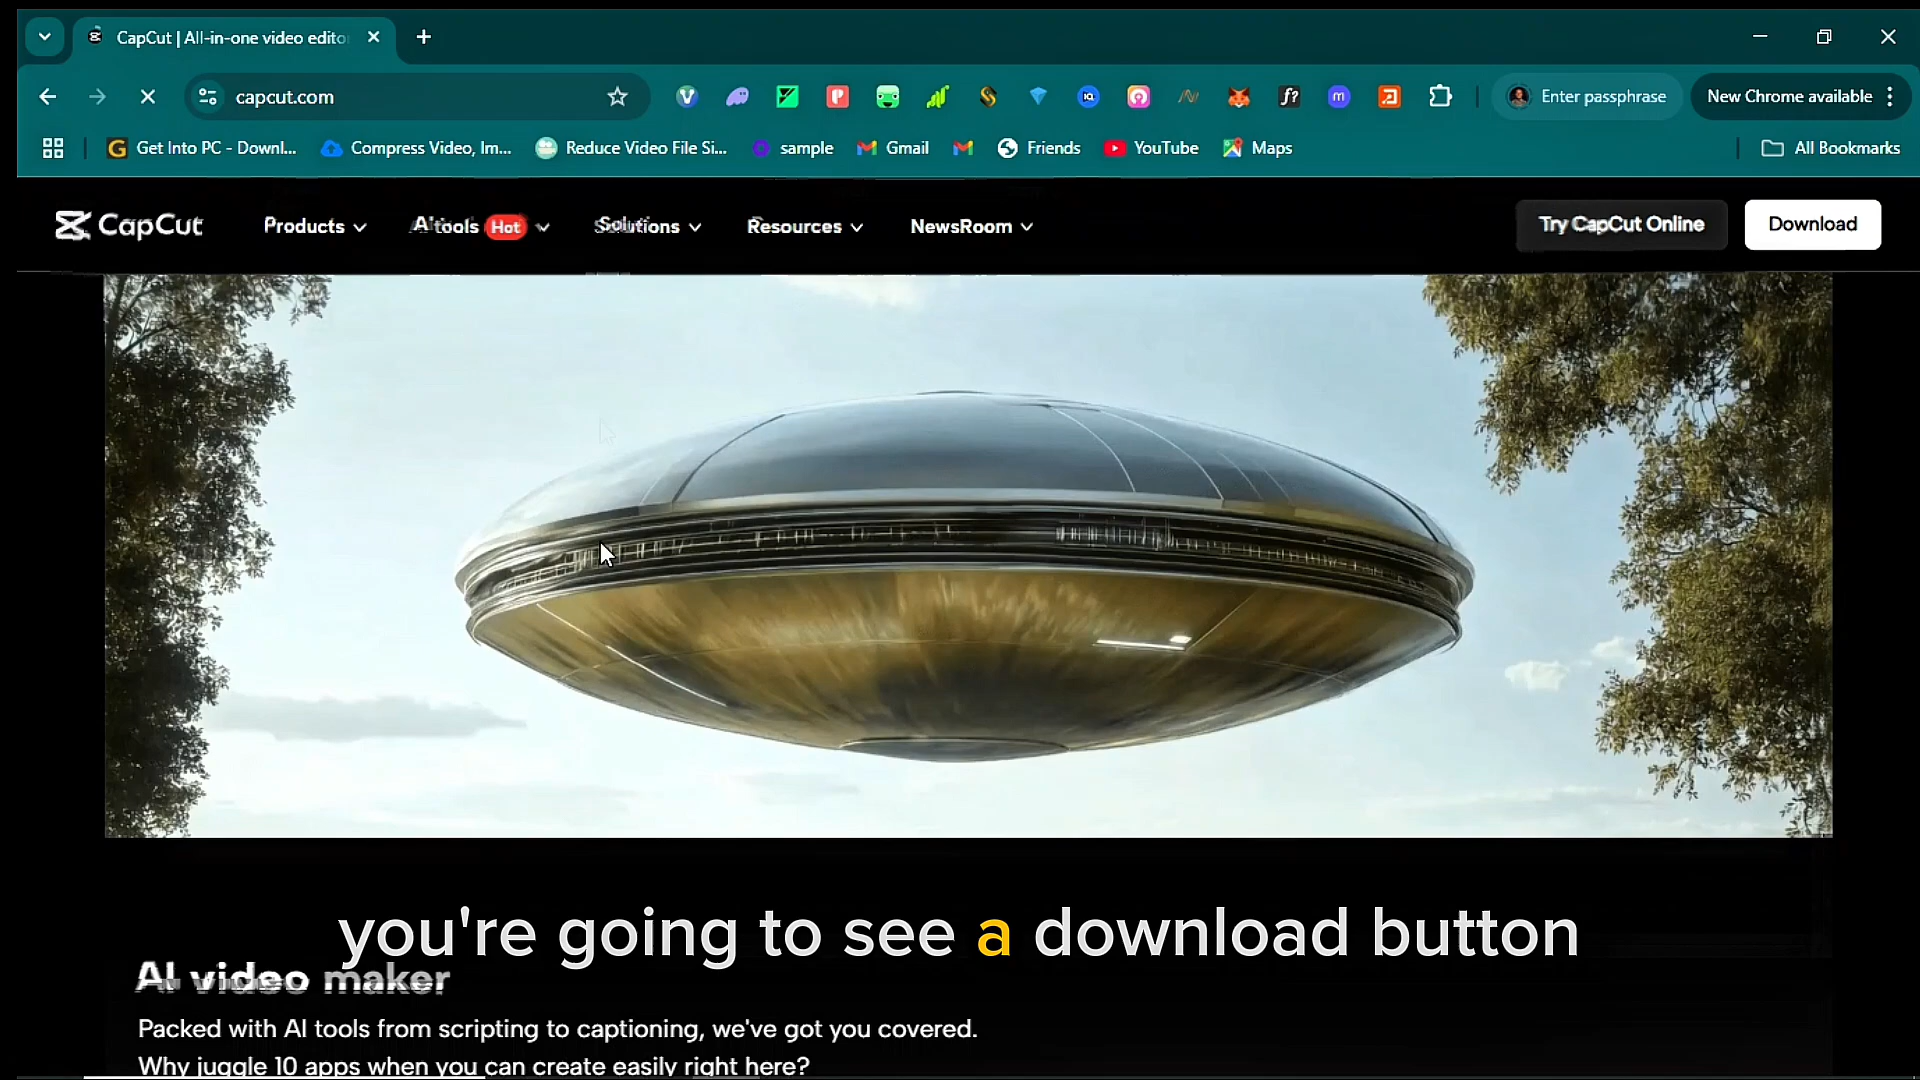 CapCut | All-in-one video edito
capcut.com
Enter passphrase
New Chrome available
Get Into PC - Downl...
Compress Video, Im...
Reduce Video File Si...
sample
Gmail
Friends
YouTube
Maps
All Bookmarks
CapCut
Products
AI tools
Hot
Solutions
Resources
NewsRoom
Try CapCut Online
Download
you're going to see a download button
AI video maker
Packed with AI tools from scripting to captioning, we've got you covered.
Why juggle 10 apps when you can create easily right here?